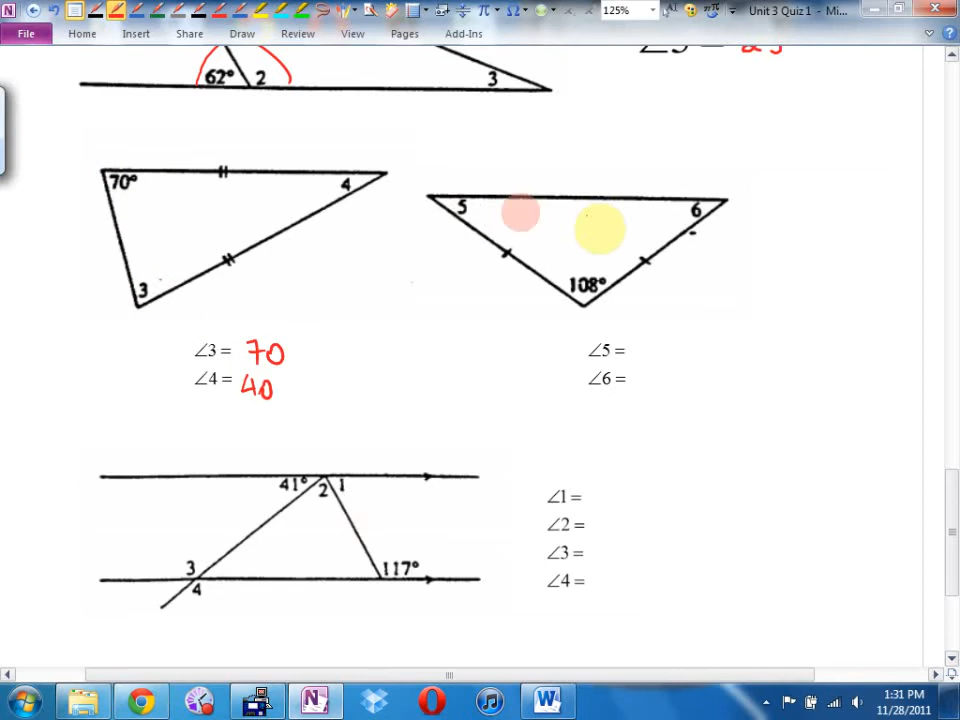 125%
Unit 3 Quiz 1 - Mi...
File Home Insert Share Draw Review View Pages Add-Ins
62° 2 3
70° 4
3
5 6
108°
∠3 = 70
∠4 = 40
∠5 =
∠6 =
41° 2 1
3 117°
4
∠1 =
∠2 =
∠3 =
∠4 =
1:31 PM
11/28/2011